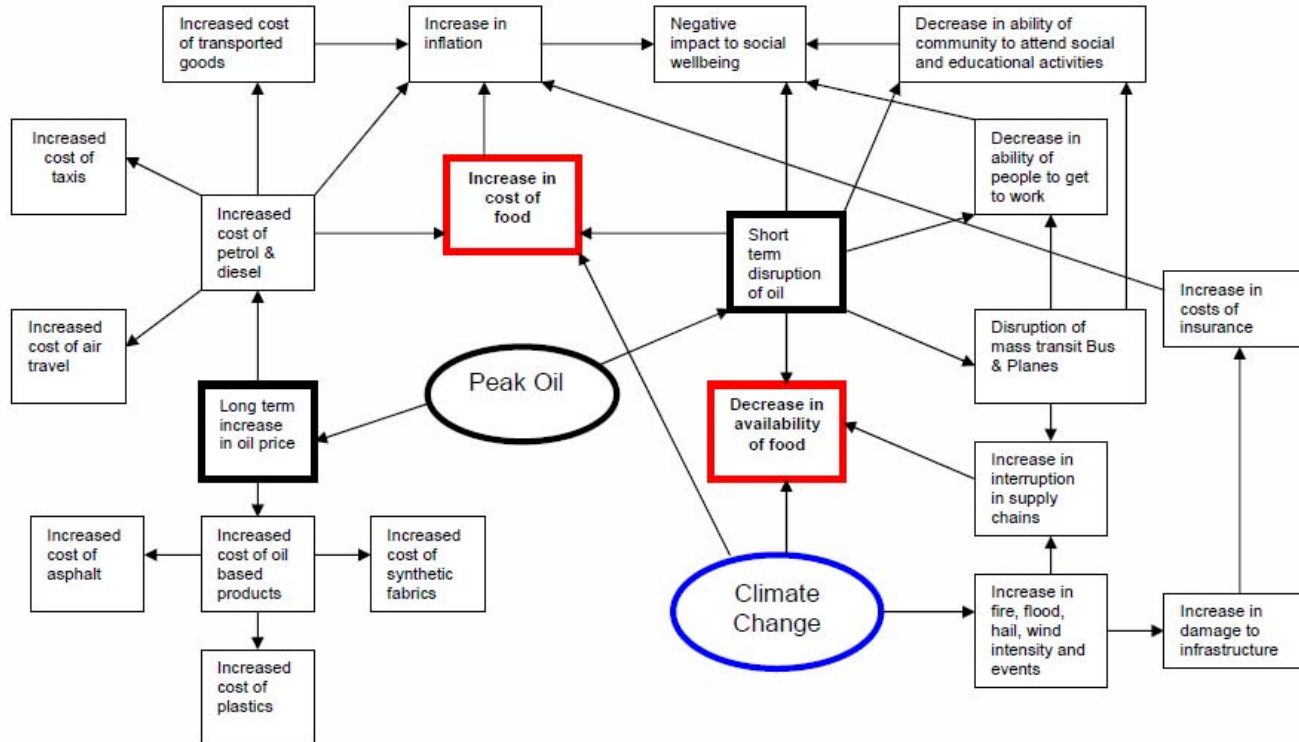 Increased cost
of transported
goods
Increase in
inflation
Negative
impact to social
wellbeing
Decrease in ability of
community to attend social
and educational activities
Increased
cost of
taxis
Increase in
cost of
food
Decrease in
ability of
people to get
to work
Increased
cost of
petrol &
diesel
Short
term
disruption
of oil
Increase in
costs of
insurance
Increased
cost of air
travel
Disruption of
mass transit Bus
& Planes
Peak Oil
Long term
increase
in oil price
Decrease in
availability
of food
Increase in
interruption
in supply
chains
Increased
cost of
asphalt
Increased
cost of oil
based
products
Increased
cost of
synthetic
fabrics
Climate
Change
Increase in
fire, flood,
hail, wind
intensity and
events
Increase in
damage to
infrastructure
Increased
cost of
plastics